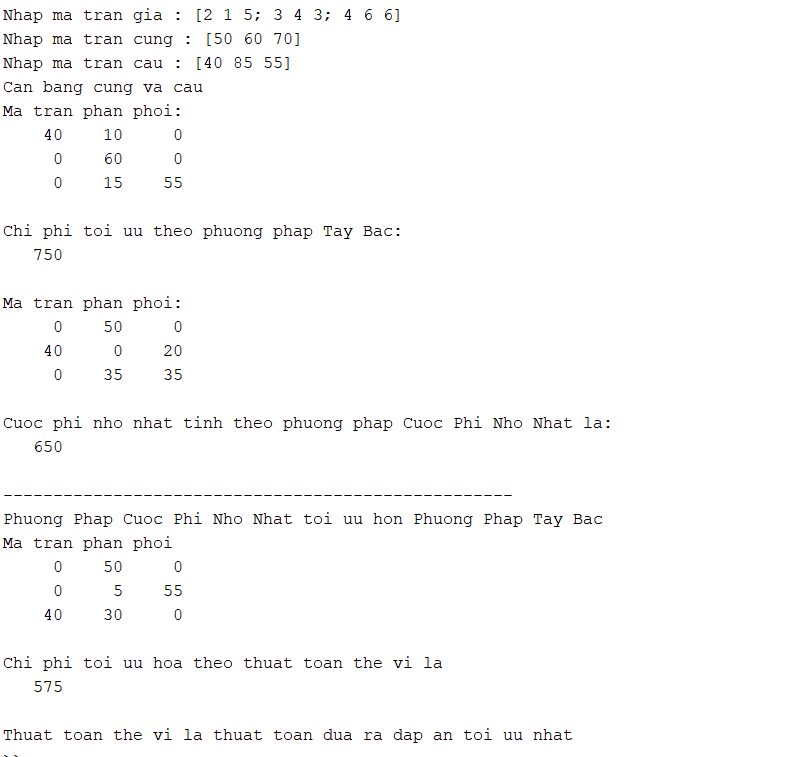 Nhap ma tran gia : [2 1 5; 3 4 3; 4 6 6]
Nhap ma tran cung : [50 60 70]
Nhap ma tran cau : [40 85 55]
Can bang cung va cau
Ma tran phan phoi:
40 10 0
0 60 0
0 15 55
Chi phi toi uu theo phuong phap Tay Bac:
750
Ma tran phan phoi:
0 50 0
40 0 20
0 35 35
Cuoc phi nho nhat tinh theo phuong phap Cuoc Phi Nho Nhat la:
650
---------------------------------------------------
Phuong Phap Cuoc Phi Nho Nhat toi uu hon Phuong Phap Tay Bac
Ma tran phan phoi
0 50 0
0 5 55
40 30 0
Chi phi toi uu hoa theo thuat toan the vi la
575
Thuat toan the vi la thuat toan dua ra dap an toi uu nhat